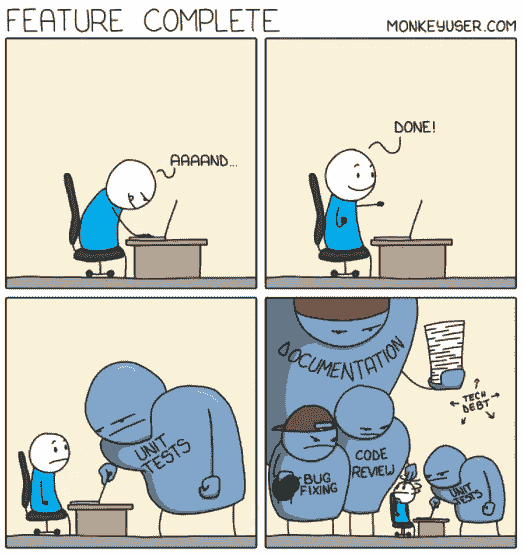 FEATURE COMPLETE
MONKEYUSER.COM
AAAAND...
DONE!
UNIT
TESTS
DOCUMENTATION
TECH
DEBT
BUG
FIXING
CODE
REVIEW
UNIT
TESTS